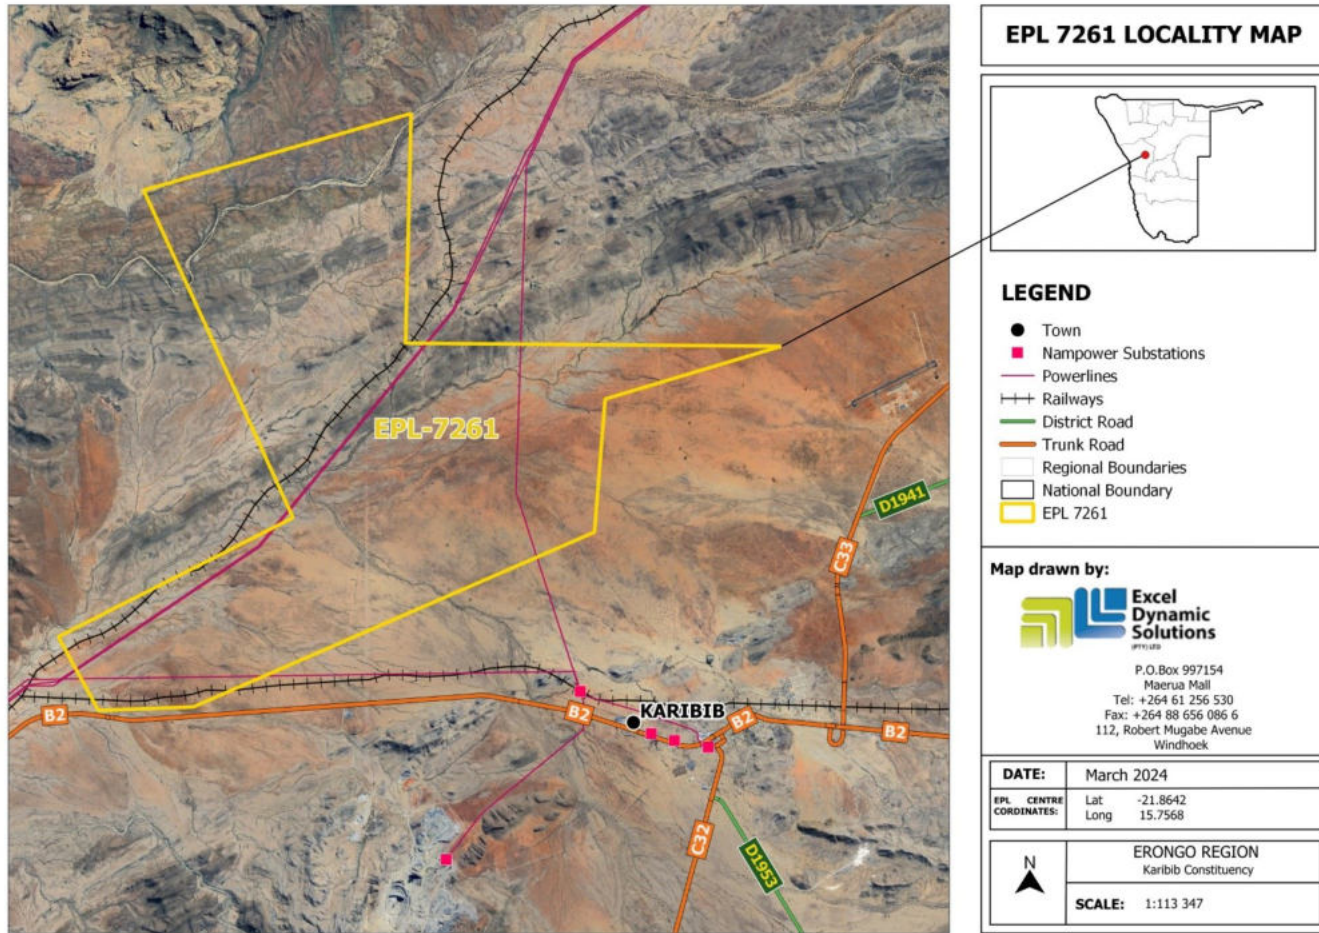 EPL-7261
D1941
C33
B2
B2
KARIBIB
B2
B2
C32
D1953
EPL 7261 LOCALITY MAP
LEGEND
Town
Nampower Substations
Powerlines
Railways
District Road
Trunk Road
Regional Boundaries
National Boundary
EPL 7261
Map drawn by:
Excel
Dynamic
Solutions
(PTY) LTD
P.O.Box 997154
Maerua Mall
Tel: +264 61 256 530
Fax: +264 88 656 086 6
112, Robert Mugabe Avenue
Windhoek
DATE: March 2024
EPL CENTRE CORDINATES:
Lat -21.8642
Long 15.7568
N
ERONGO REGION
Karibib Constituency
SCALE: 1:113 347